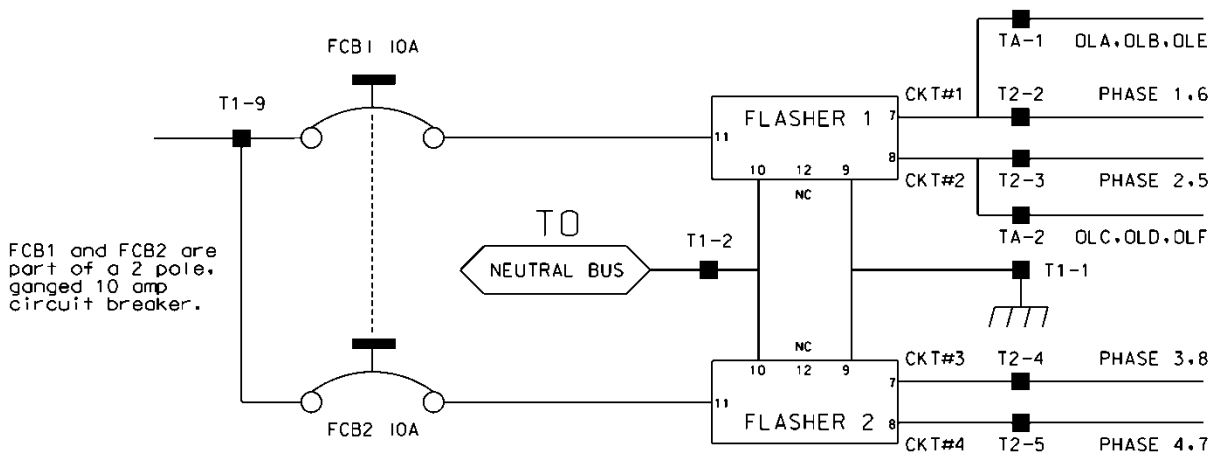 FCB1 10A
T1-9
TA-1 OLA.OLB.OLE
CKT#1 T2-2 PHASE 1.6
FLASHER 1
7
11
8
10 12 9
NC
CKT#2 T2-3 PHASE 2.5
TA-2 OLC.OLD.OLF
TO
NEUTRAL BUS
T1-2
T1-1
FCB1 and FCB2 are
part of a 2 pole.
ganged 10 amp
circuit breaker.
NC
10 12 9
CKT#3 T2-4 PHASE 3.8
7
11
FLASHER 2
8
FCB2 10A
CKT#4 T2-5 PHASE 4.7